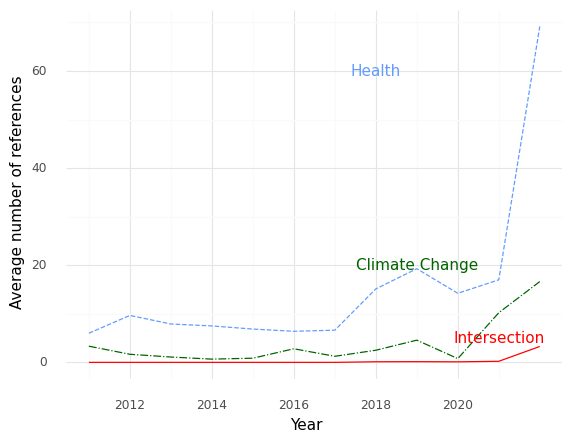 Average number of references
60
40
20
0
Health
Climate Change
Intersection
2012 2014 2016 2018 2020
Year